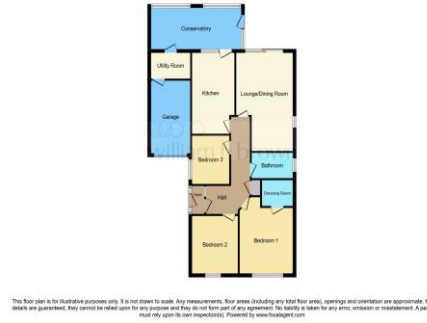 Conservatory
Utility Room
Kitchen
Lounge/Dining Room
Garage
william h brown
Bedroom 3
Bathroom
Dressing Room
Hall
Bedroom 2
Bedroom 1
This floor plan is for illustrative purposes only. It is not drawn to scale. Any measurements, floor areas (including any total floor area), openings and orientation are approximate.
details are guaranteed, they cannot be relied upon for any purpose and they do not form part of any agreement. No liability is taken for any error, omission or misstatement. A
must rely upon its own inspection(s). Powered by www.focalagent.com